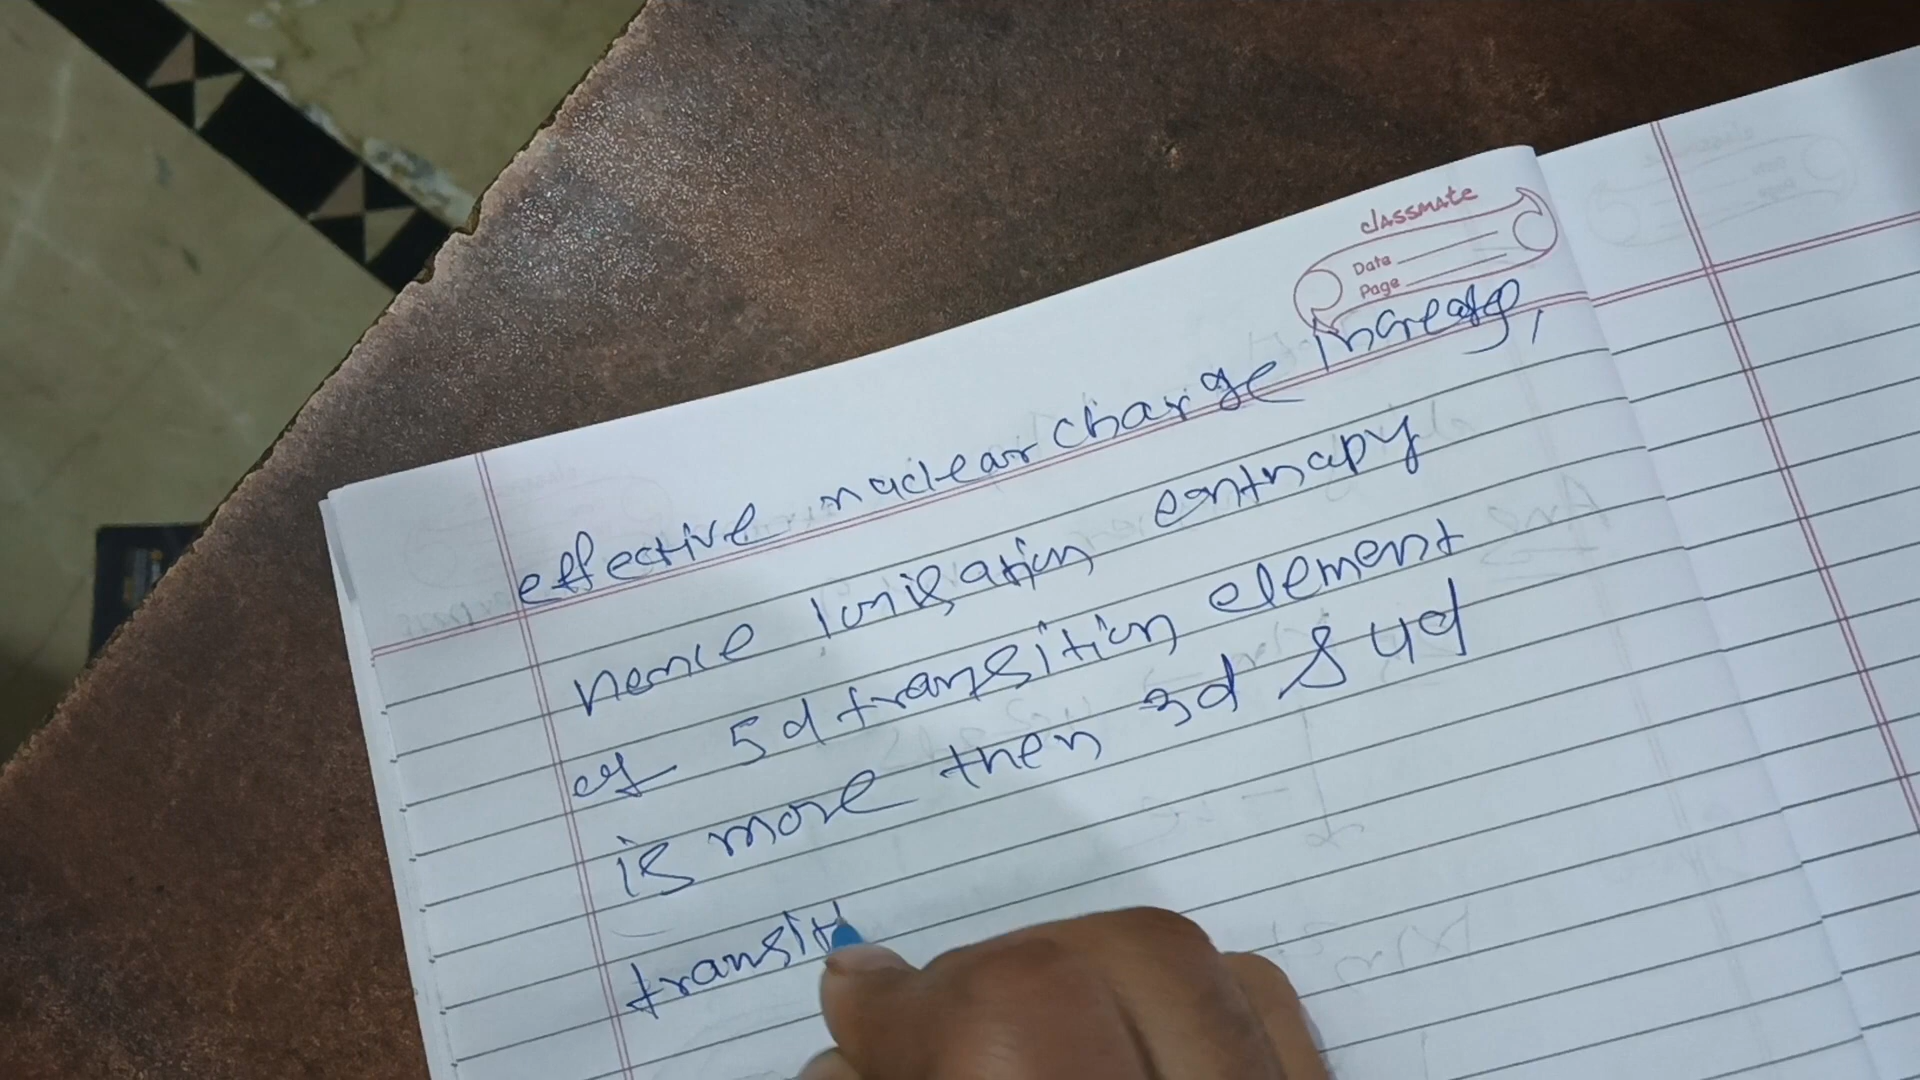 classmate
Date
Page
effective nuclear charge increase,
hence ionisation entnapy
of 5d transition element
is more then 3d & 4d
transit